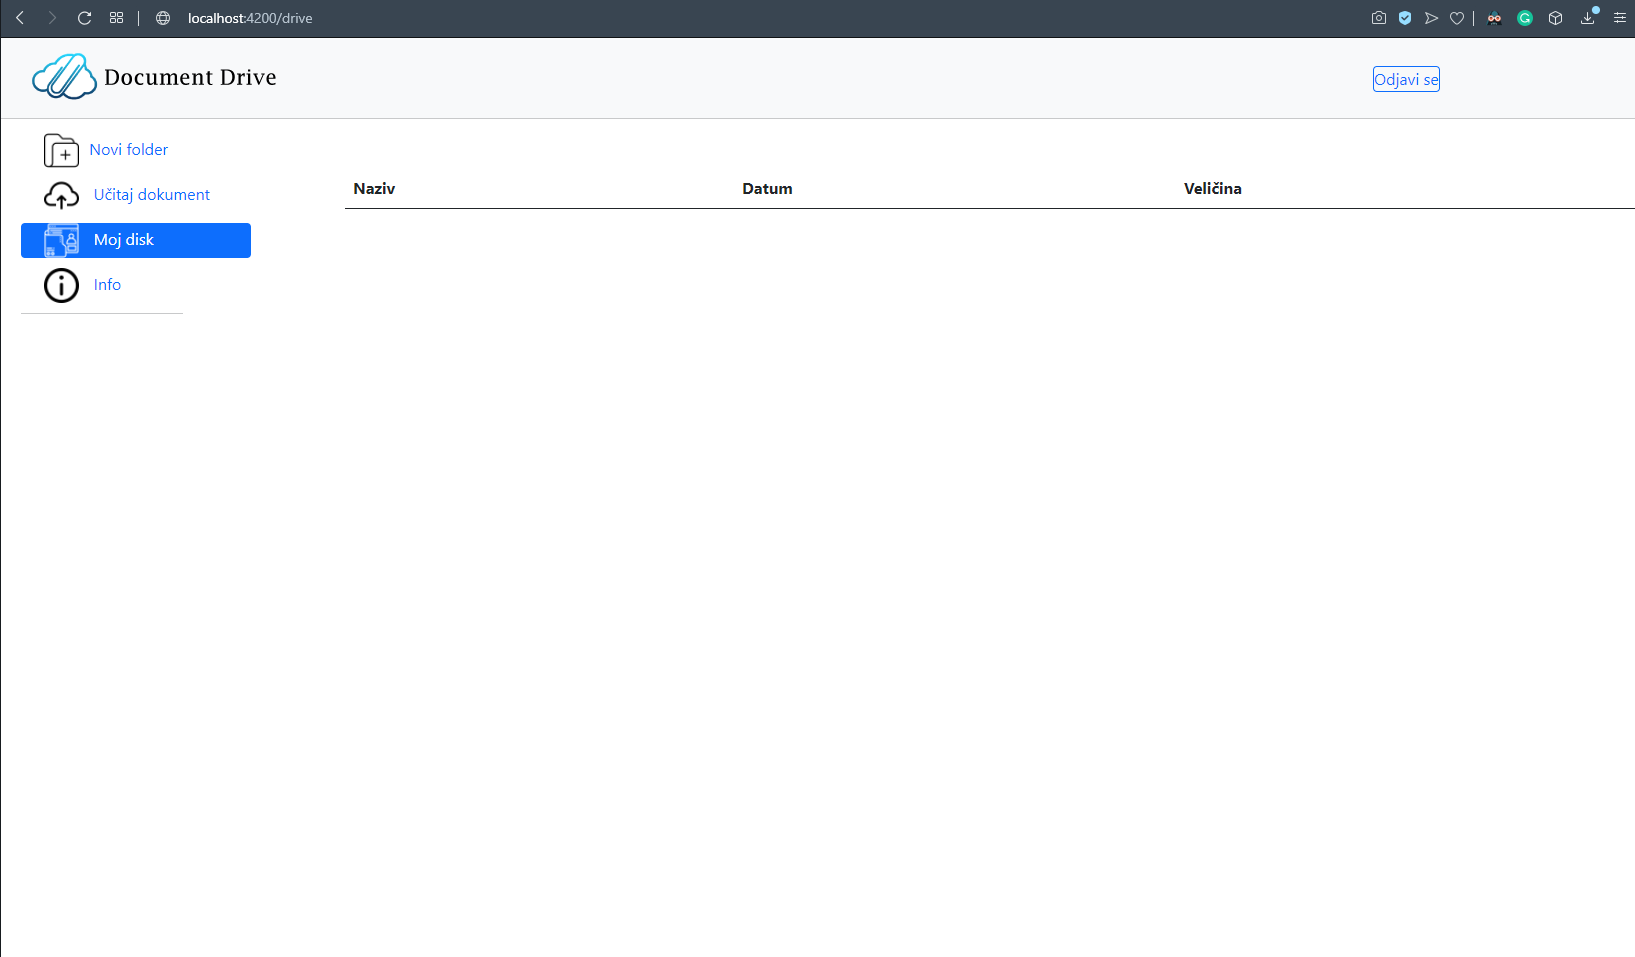 localhost:4200/drive
Document Drive
Odjavi se
Novi folder
Učitaj dokument
Moj disk
Info
Naziv Datum Veličina